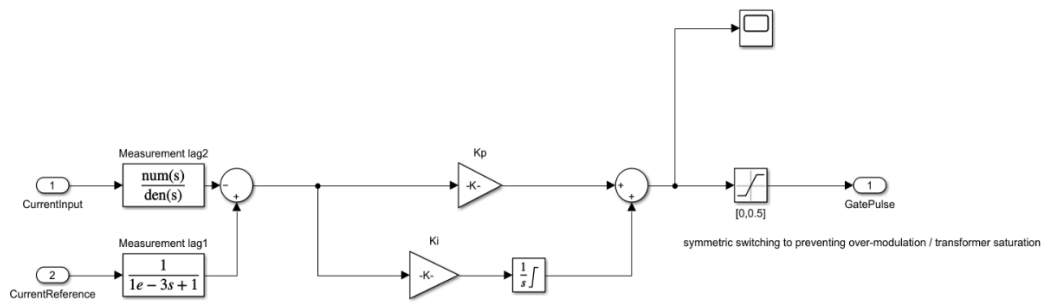 Measurement lag2
num(s)
den(s)
1
CurrentInput
−
+
Kp
-K-
+
+
[0,0.5]
1
GatePulse
symmetric switching to preventing over-modulation / transformer saturation
Measurement lag1
1
1e − 3s + 1
2
CurrentReference
Ki
-K-
1
s